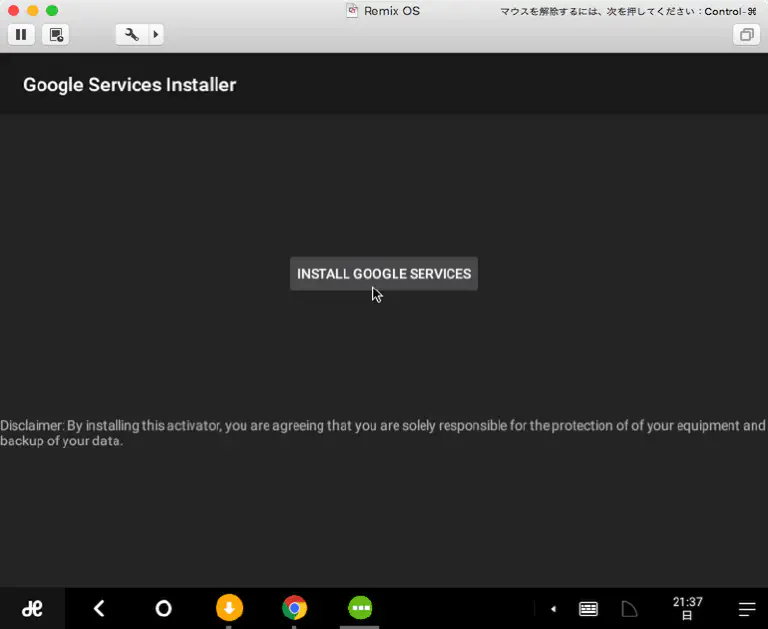 Remix OS
マウスを解除するには、次を押してください：Control-⌘
Google Services Installer
INSTALL GOOGLE SERVICES
Disclaimer: By installing this activator, you are agreeing that you are solely responsible for the protection of of your equipment and
backup of your data.
21:37
日